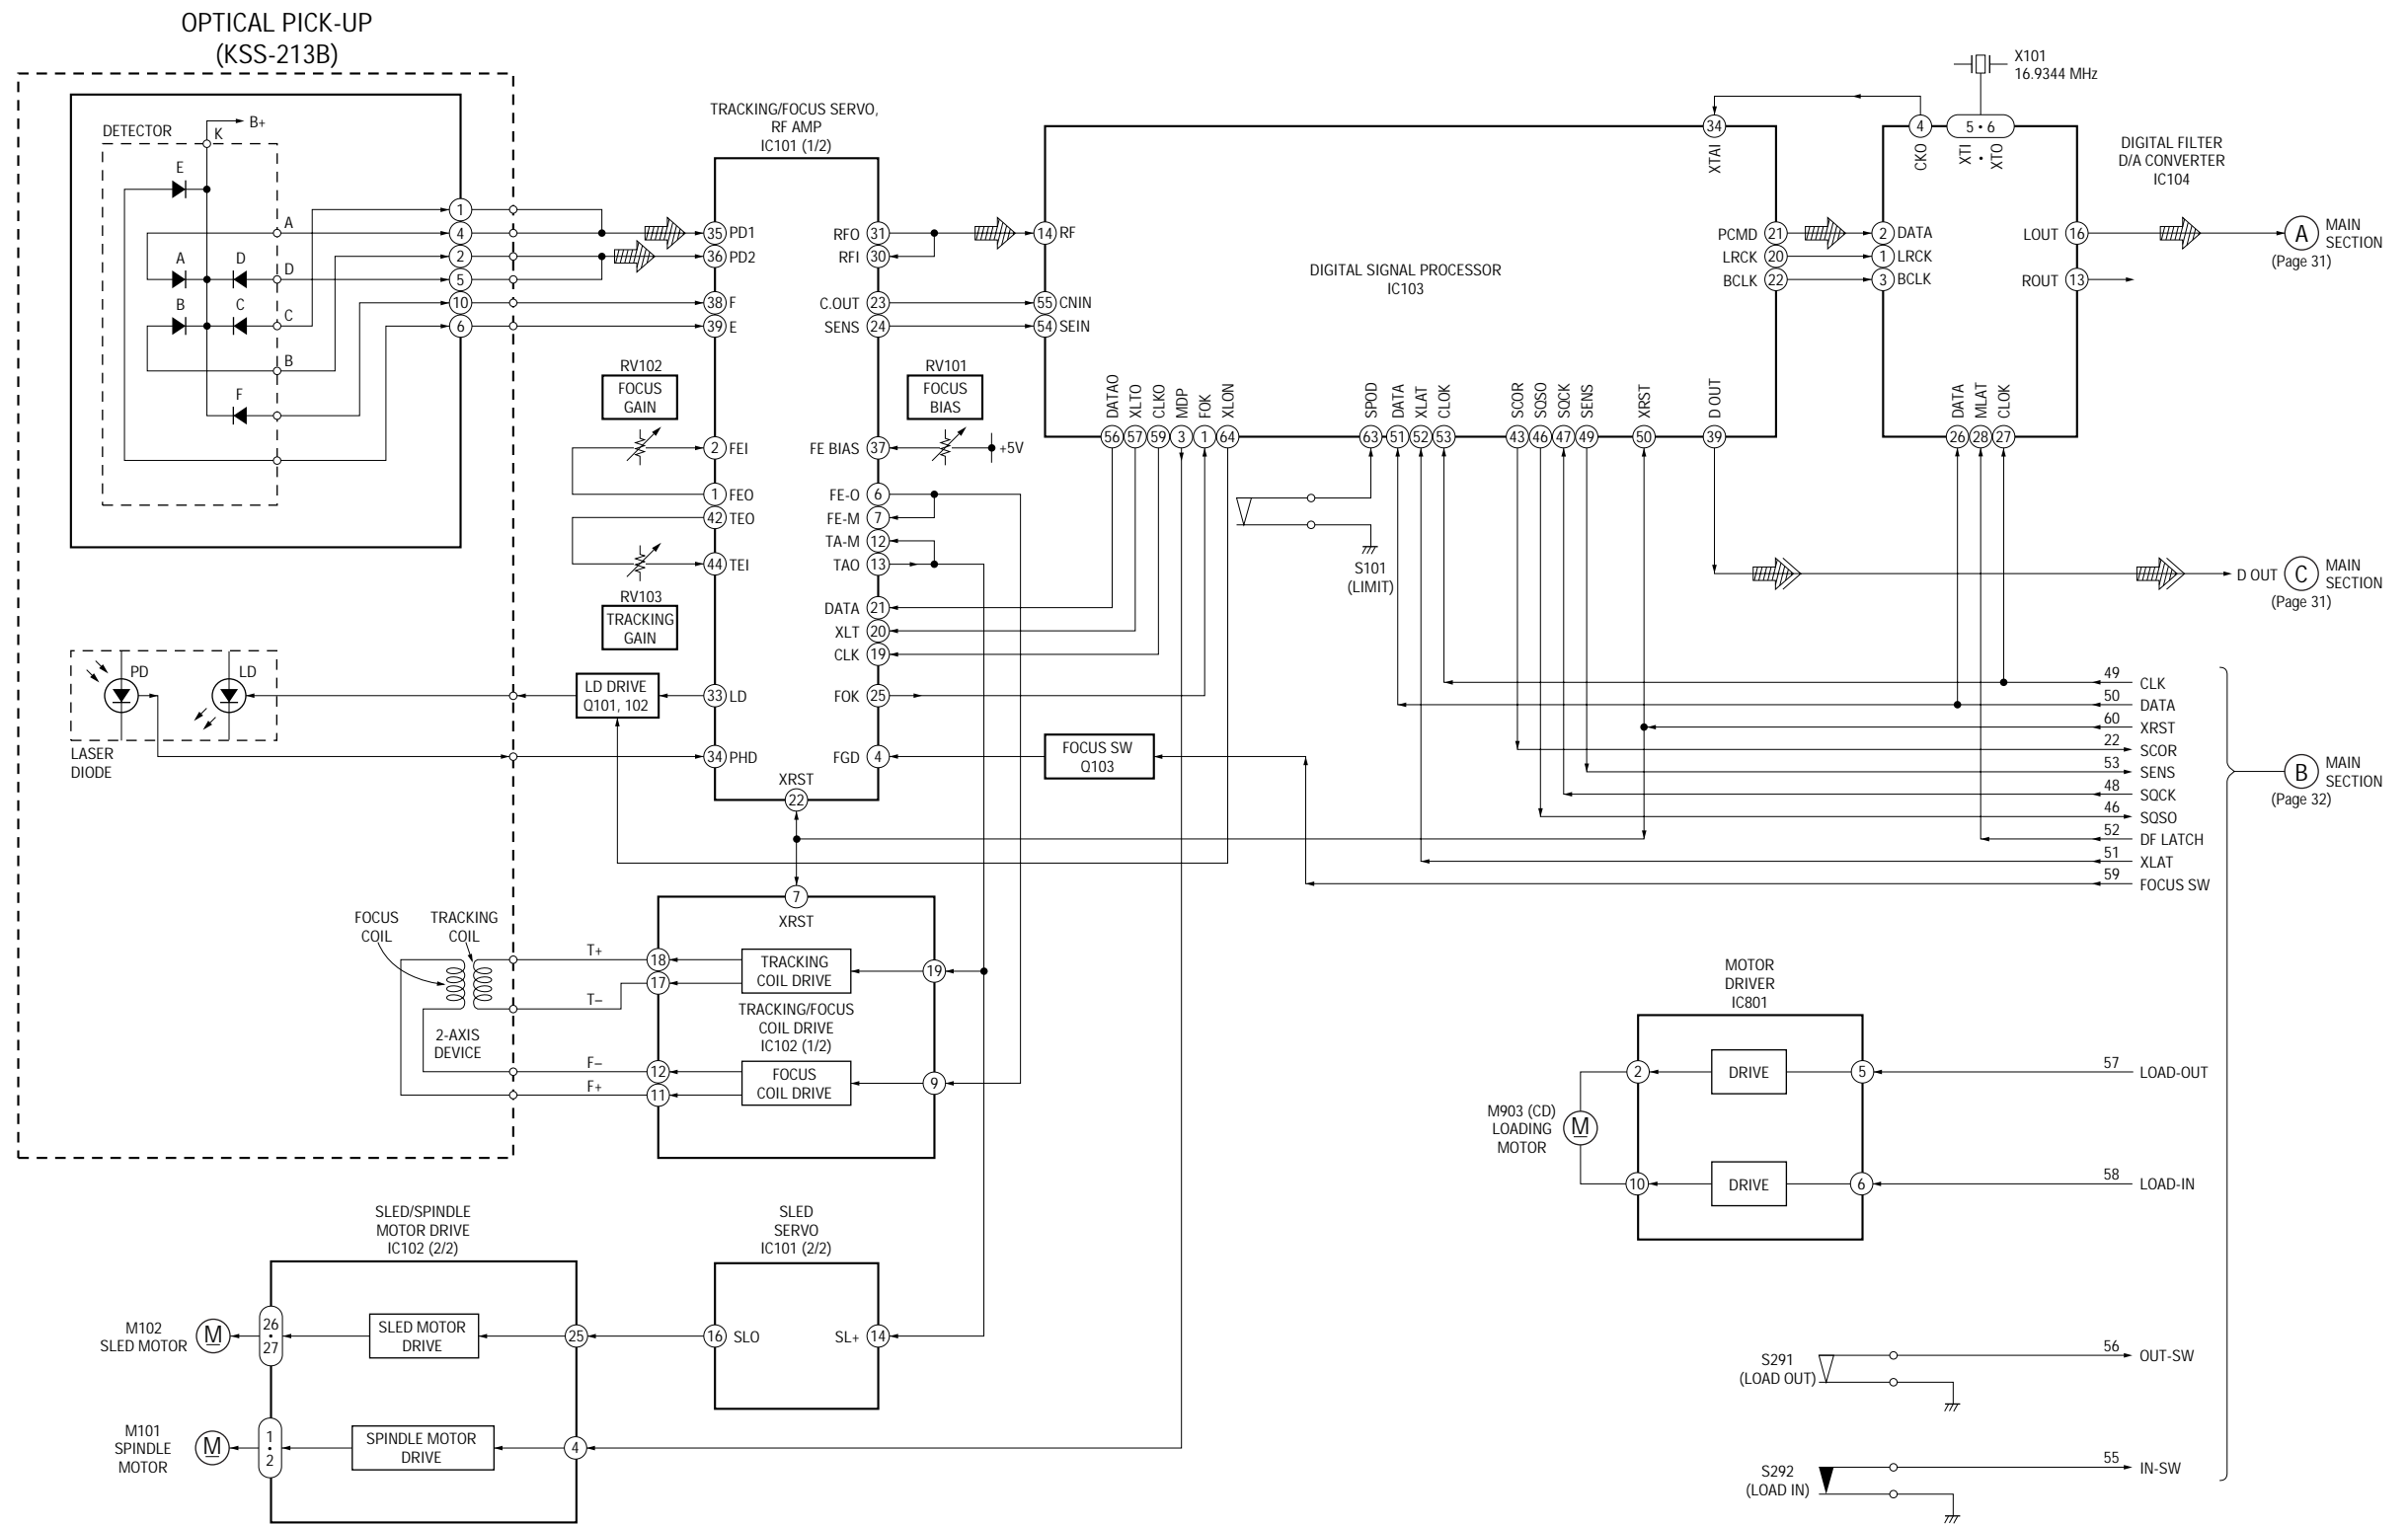 OPTICAL PICK-UP
(KSS-213B)
DETECTOR
K
B+
E
A
A
D
D
B
C
C
B
F
1
4
2
5
10
6
TRACKING/FOCUS SERVO,
RF AMP
IC101 (1/2)
35 PD1
36 PD2
38 F
39 E
2 FEI
1 FEO
42 TEO
44 TEI
33 LD
34 PHD
RFO 31
RFI 30
C.OUT 23
SENS 24
FE BIAS 37
FE-O 6
FE-M 7
TA-M 12
TAO 13
DATA 21
XLT 20
CLK 19
FOK 25
FGD 4
XRST
22
RV102
FOCUS
GAIN
RV103
TRACKING
GAIN
RV101
FOCUS
BIAS
+5V
LD DRIVE
Q101, 102
PD
LD
LASER
DIODE
FOCUS SW
Q103
DIGITAL SIGNAL PROCESSOR
IC103
14 RF
55 CNIN
54 SEIN
34
XTAI
PCMD 21
LRCK 20
BCLK 22
DATAO
XLTO
CLKO
MDP
FOK
XLON
SPOD
DATA
XLAT
CLOK
SCOR
SQSO
SQCK
SENS
XRST
D OUT
56 57 59 3 1 64 63 51 52 53 43 46 47 49 50 39
S101
(LIMIT)
X101
16.9344 MHz
4
5 • 6
CKO
XTI
•
XTO
DIGITAL FILTER
D/A CONVERTER
IC104
2 DATA
1 LRCK
3 BCLK
LOUT 16
ROUT 13
DATA
MLAT
CLOK
26 28 27
A
MAIN
SECTION
(Page 31)
D OUT
C
MAIN
SECTION
(Page 31)
49 CLK
50 DATA
60 XRST
22 SCOR
53 SENS
48 SQCK
46 SQSO
52 DF LATCH
51 XLAT
59 FOCUS SW
B
MAIN
SECTION
(Page 32)
FOCUS
COIL
TRACKING
COIL
2-AXIS
DEVICE
T+
T–
F–
F+
7
XRST
18
17
12
11
19
9
TRACKING
COIL DRIVE
TRACKING/FOCUS
COIL DRIVE
IC102 (1/2)
FOCUS
COIL DRIVE
MOTOR
DRIVER
IC801
2
DRIVE
5
57 LOAD-OUT
M903 (CD)
LOADING
MOTOR
M
10
DRIVE
6
58 LOAD-IN
SLED/SPINDLE
MOTOR DRIVE
IC102 (2/2)
M102
SLED MOTOR
M
26
•
27
SLED MOTOR
DRIVE
25
M101
SPINDLE
MOTOR
M
1
•
2
SPINDLE MOTOR
DRIVE
4
SLED
SERVO
IC101 (2/2)
16 SLO
SL+ 14
S291
(LOAD OUT)
56 OUT-SW
S292
(LOAD IN)
55 IN-SW